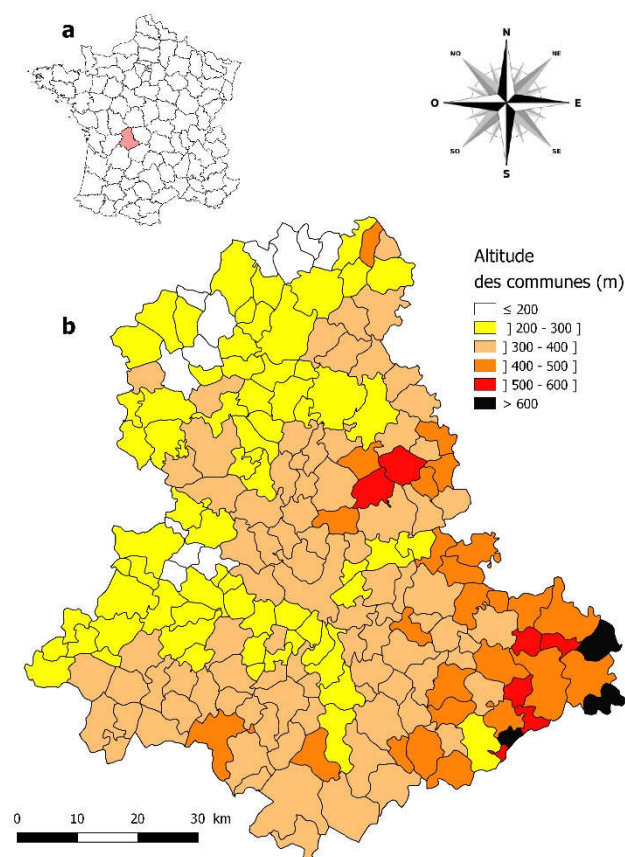 a
N
NO
NE
O
E
SO
SE
S
Altitude
des communes (m)
≤ 200
] 200 - 300 ]
] 300 - 400 ]
] 400 - 500 ]
] 500 - 600 ]
> 600
b
0 10 20 30 km